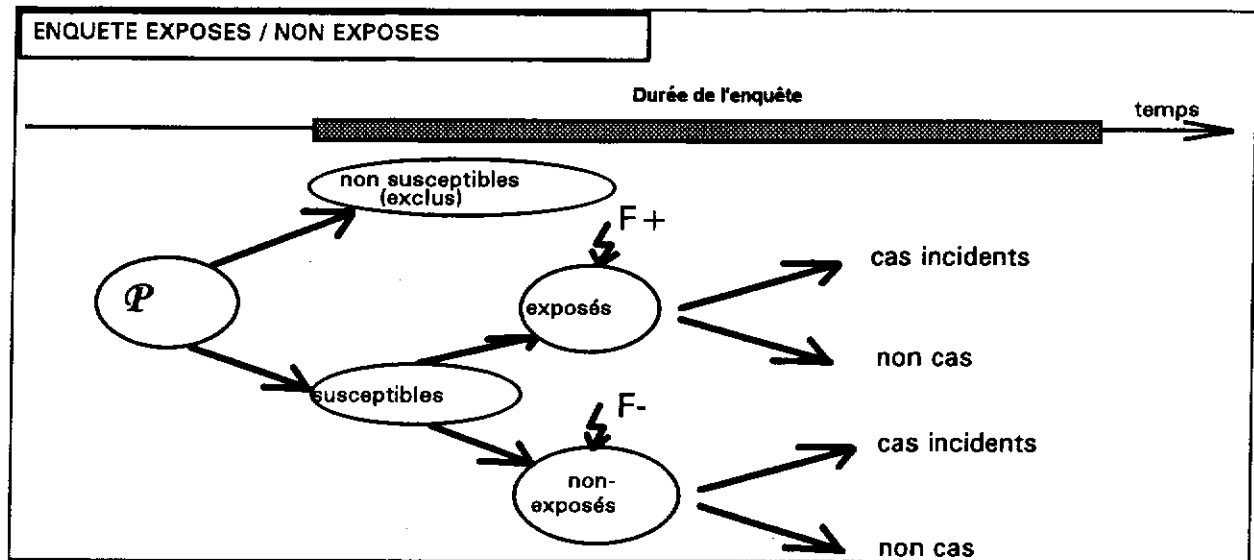 ENQUETE EXPOSES / NON EXPOSES
Durée de l'enquête
temps
non susceptibles
(exclus)
F+
cas incidents
P
exposés
non cas
susceptibles
F-
cas incidents
non-
exposés
non cas